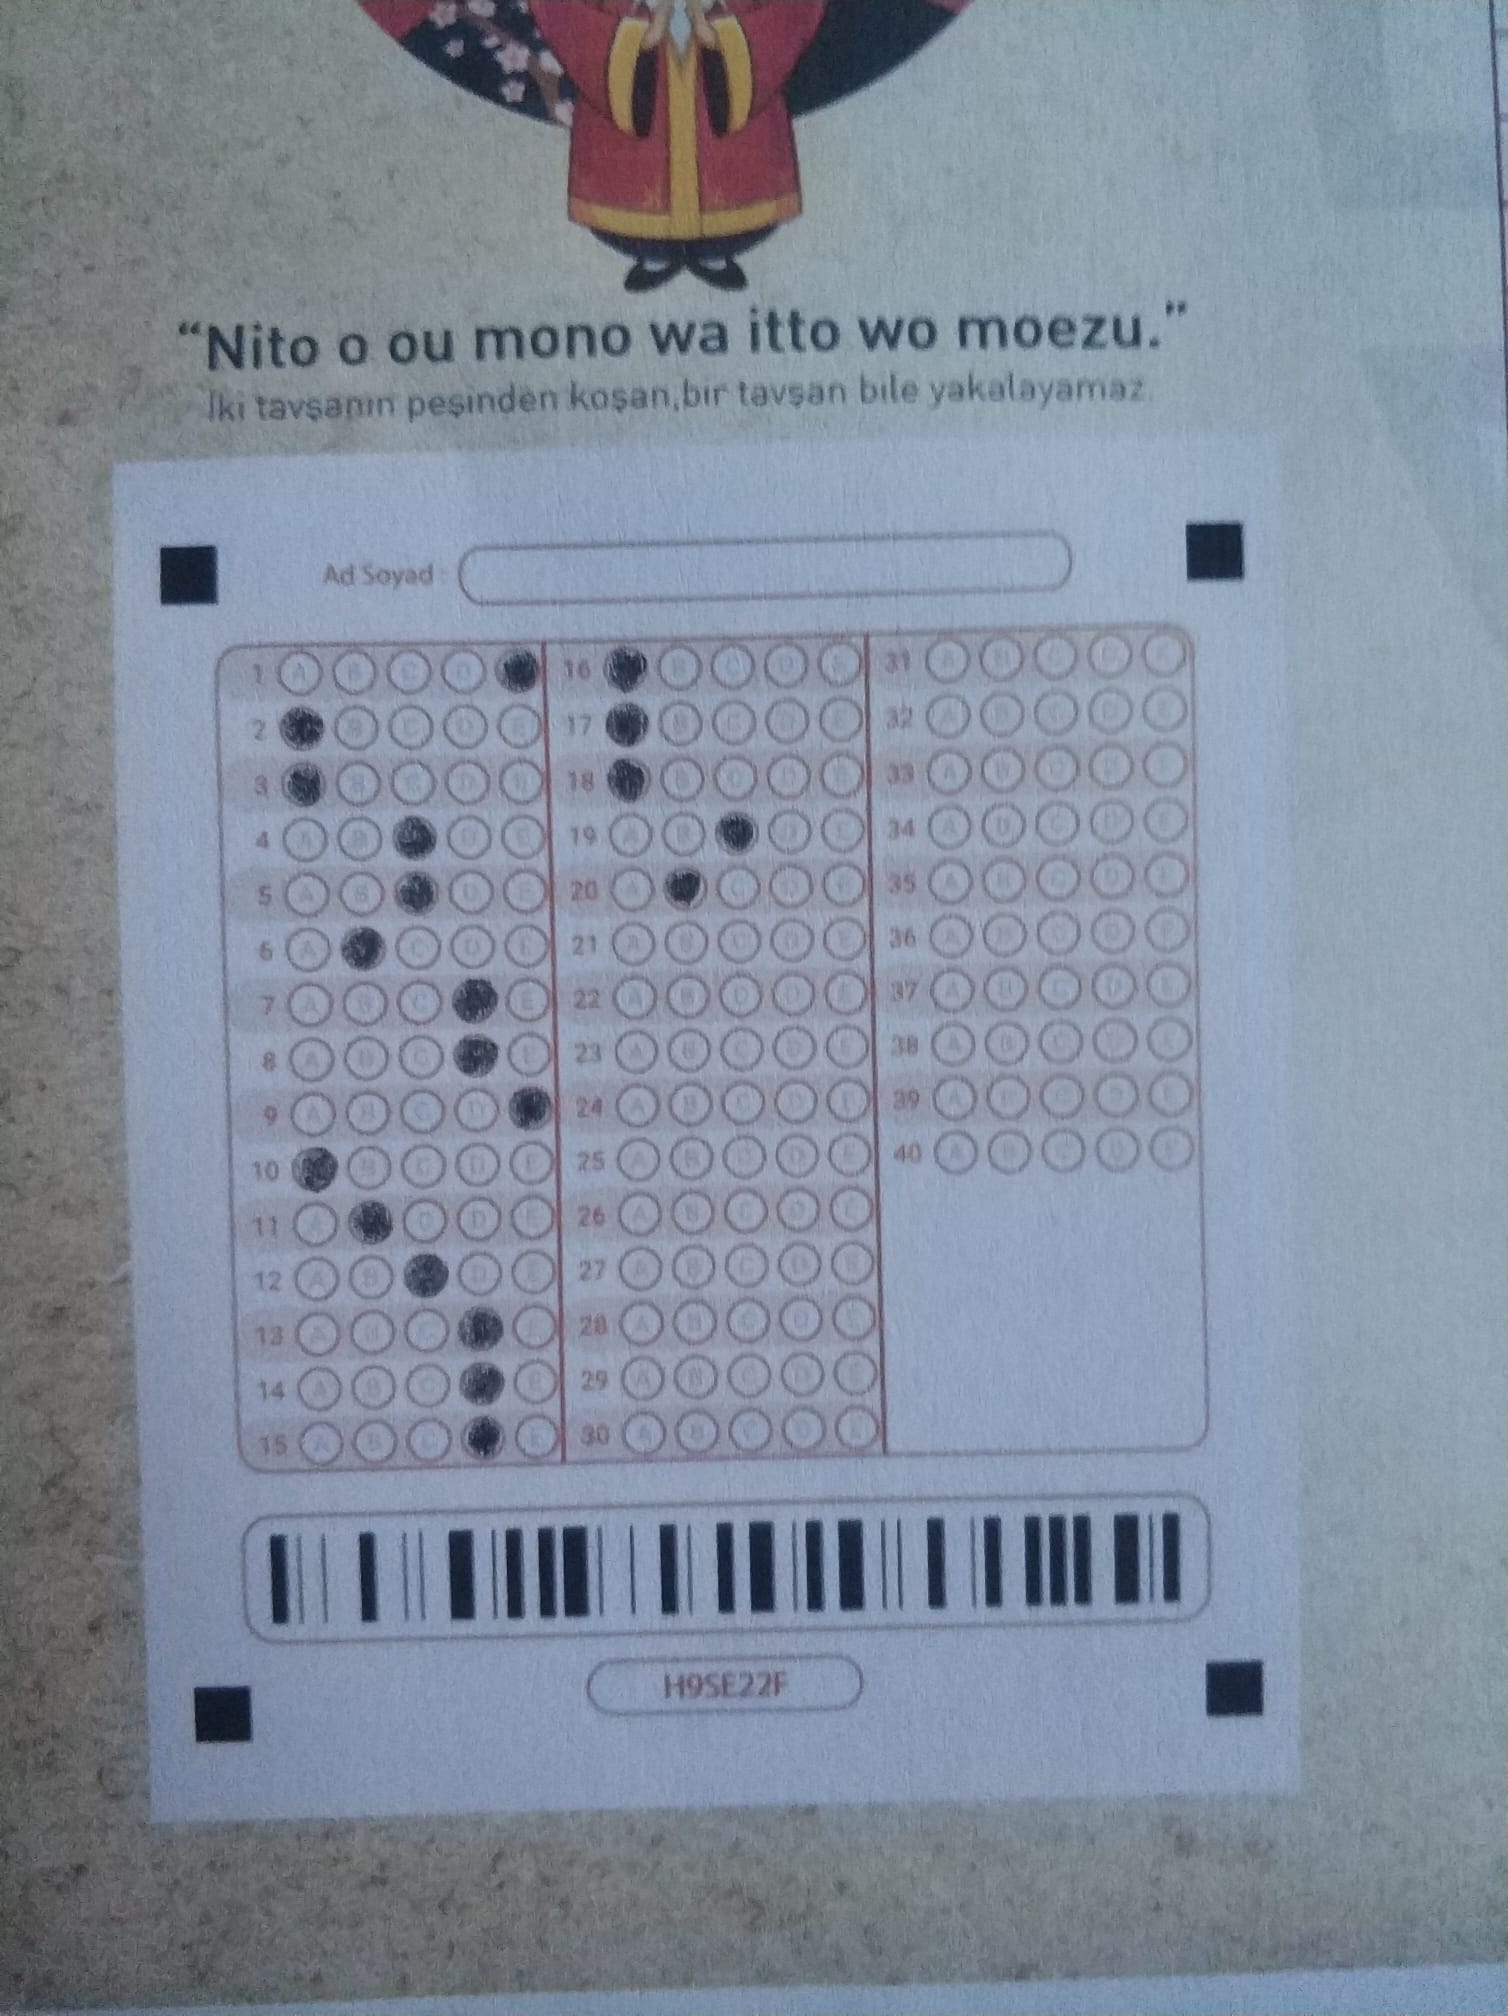 “Nito o ou mono wa itto wo moezu.”
İki tavşanın peşinden koşan,bir tavşan bile yakalayamaz.
Ad Soyad :
1 A B C D
2 B C D E
3 B C D E
4 A B D E
5 A B D E
6 A C D E
7 A B C E
8 A B C E
9 A B C D
10 B C D E
11 A C D E
12 A B D E
13 A B C E
14 A B C E
15 A B C E
16 B C D E
17 B C D E
18 B C D E
19 A B D E
20 A C D E
21 A B C D E
22 A B C D E
23 A B C D E
24 A B C D E
25 A B C D E
26 A B C D E
27 A B C D E
28 A B C D E
29 A B C D E
30 A B C D E
31 A B C D E
32 A B C D E
33 A B C D E
34 A B C D E
35 A B C D E
36 A B C D E
37 A B C D E
38 A B C D E
39 A B C D E
40 A B C D E
H9SE22F